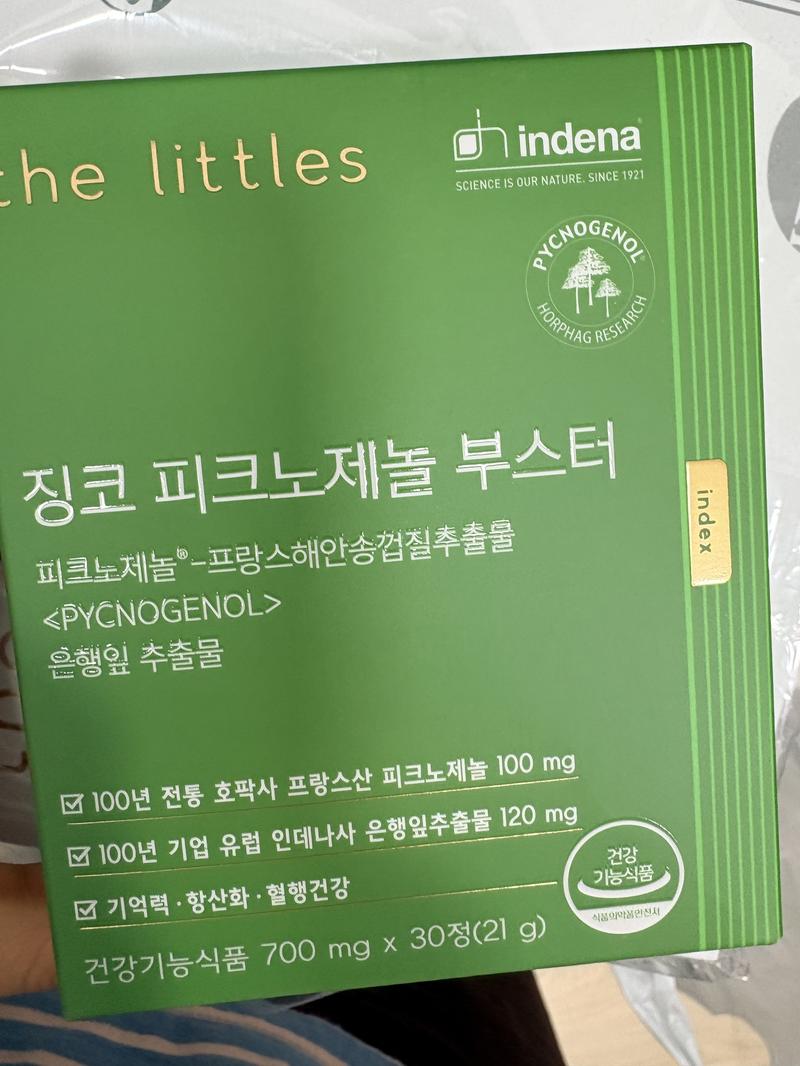 the littles
indena
SCIENCE IS OUR NATURE. SINCE 1921
PYCNOGENOL®
HORPHAG RESEARCH
징코 피크노제놀 부스터
피크노제놀®-프랑스해안송껍질추출물
<PYCNOGENOL>
은행잎 추출물
index
100년 전통 호팍사 프랑스산 피크노제놀 100 mg
100년 기업 유럽 인데나사 은행잎추출물 120 mg
기억력·항산화·혈행건강
건강
기능식품
식품의약품안전처
건강기능식품 700 mg x 30정(21 g)